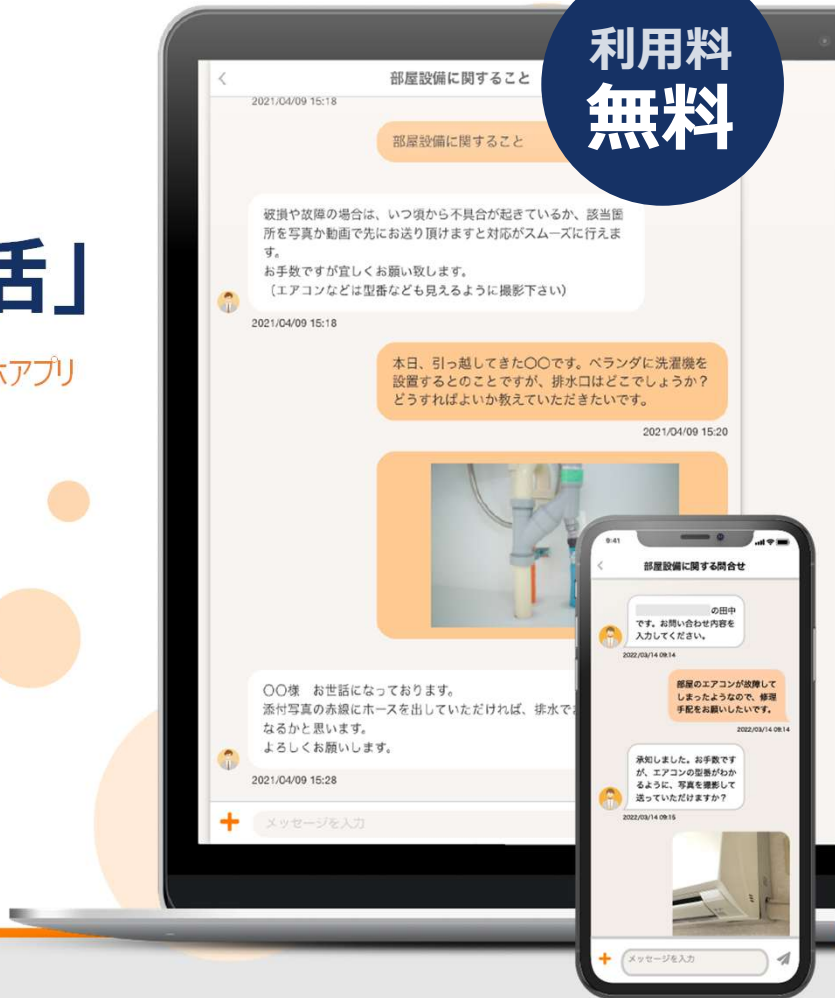 利用料
無料
活」
アプリ
部屋設備に関すること
2021/04/09 15:18
部屋設備に関すること
破損や故障の場合は、いつ頃から不具合が起きているか、該当箇
所を写真か動画で先にお送り頂けますと対応がスムーズに行えま
す。
お手数ですが宜しくお願い致します。
（エアコンなどは型番なども見えるように撮影下さい）
2021/04/09 15:18
本日、引っ越してきた〇〇です。ベランダに洗濯機を
設置するとのことですが、排水口はどこでしょうか？
どうすればよいか教えていただきたいです。
2021/04/09 15:20
〇〇様　お世話になっております。
添付写真の赤線にホースを出していただければ、排水で
なるかと思います。
よろしくお願いします。
2021/04/09 15:28
メッセージを入力
9:41
部屋設備に関する問合せ
の田中
です。お問い合わせ内容を
入力してください。
2022/03/14 09:14
部屋のエアコンが故障して
しまったようなので、修理
手配をお願いしたいです。
2022/03/14 09:14
承知しました。お手数です
が、エアコンの型番がわか
るように、写真を撮影して
送っていただけますか？
2022/03/14 09:15
メッセージを入力